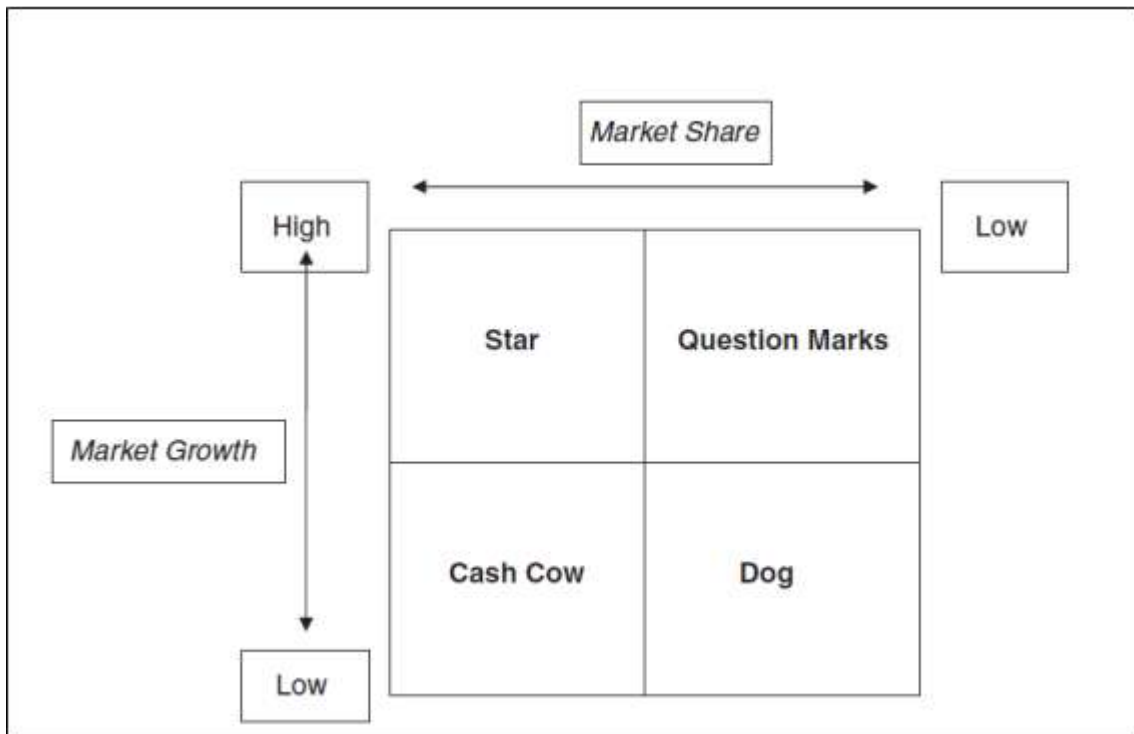 Market Share
High
Low
Star
Question Marks
Market Growth
Cash Cow
Dog
Low